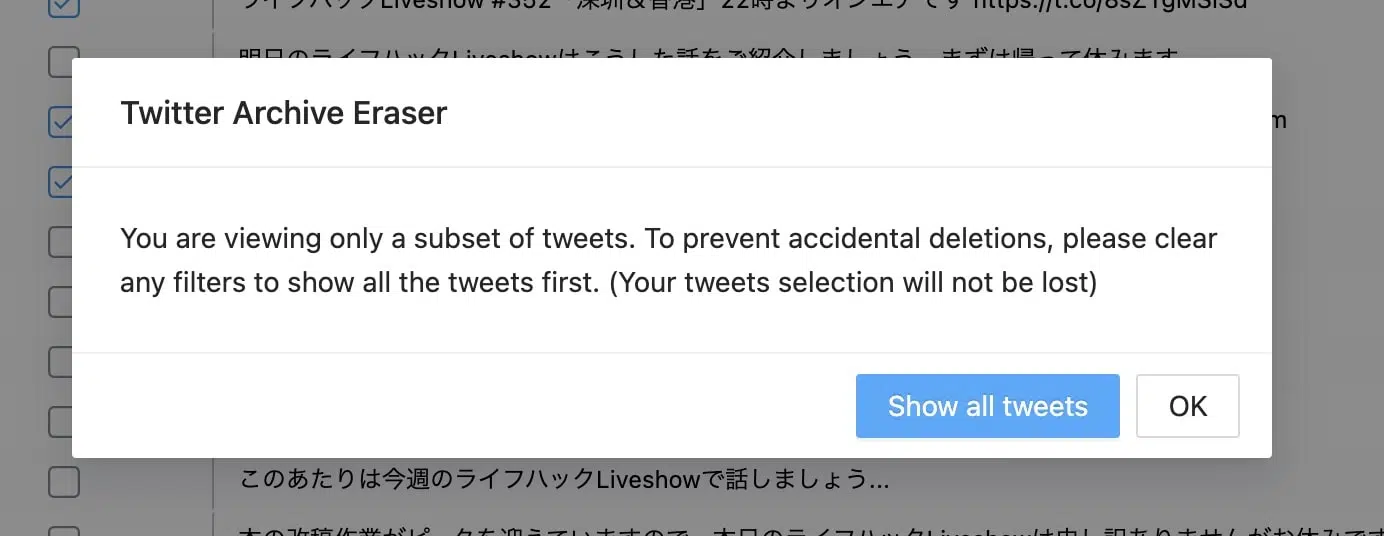 ライフハックLiveshow #352「深圳&香港」22時よりオンエアです https://t.co/
明日のライフハックLiveshowはこうした話をご紹介しましょう。まずは帰って休みます
Twitter Archive Eraser
m
You are viewing only a subset of tweets. To prevent accidental deletions, please clear
any filters to show all the tweets first. (Your tweets selection will not be lost)
Show all tweets
OK
このあたりは今週のライフハックLiveshowで話しましょう...
本の改稿作業がピークを迎えていますので、本日のライフハックLiveshowは申し訳ありませんがお休みです